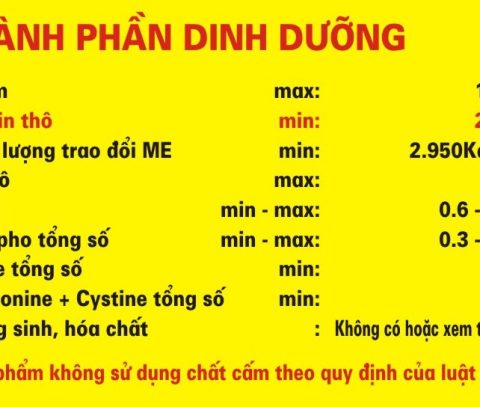 ÀNH PHẦN DINH DƯỠNG
m max: 1
in thô min: 2
lượng trao đổi ME min: 2.950Kc
ô max:
min - max: 0.6 -
pho tổng số min - max: 0.3 -
e tổng số min:
onine + Cystine tổng số min:
g sinh, hóa chất : Không có hoặc xem t
phẩm không sử dụng chất cấm theo quy định của luật